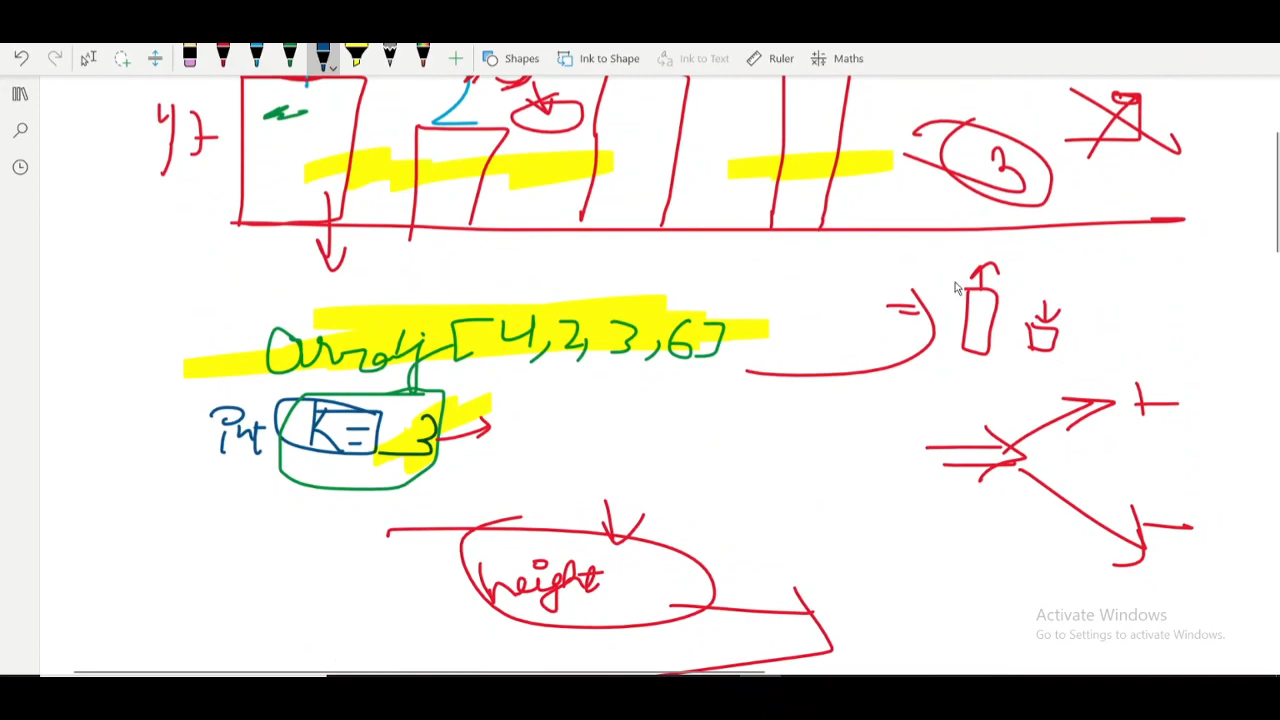 Shapes Ink to Shape Ink to Text Ruler Maths
2
4
3
Array [4, 2, 3, 6]
Int K = 3
height
Activate Windows
Go to Settings to activate Windows.